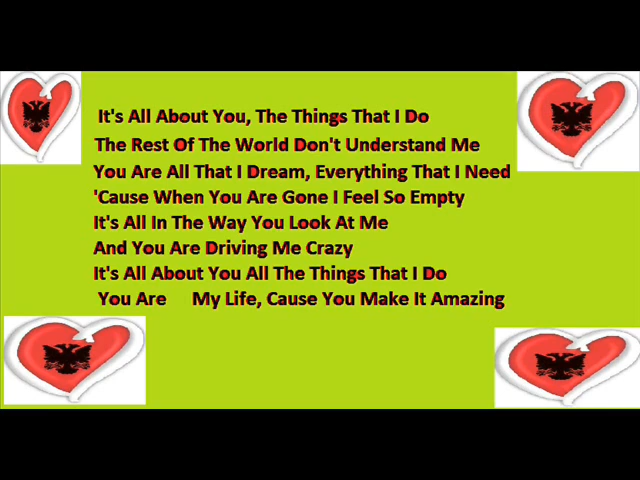 It's All About You, The Things That I Do
The Rest Of The World Don't Understand Me
You Are All That I Dream, Everything That I Need
'Cause When You Are Gone I Feel So Empty
It's All In The Way You Look At Me
And You Are Driving Me Crazy
It's All About You All The Things That I Do
You Are My Life, Cause You Make It Amazing